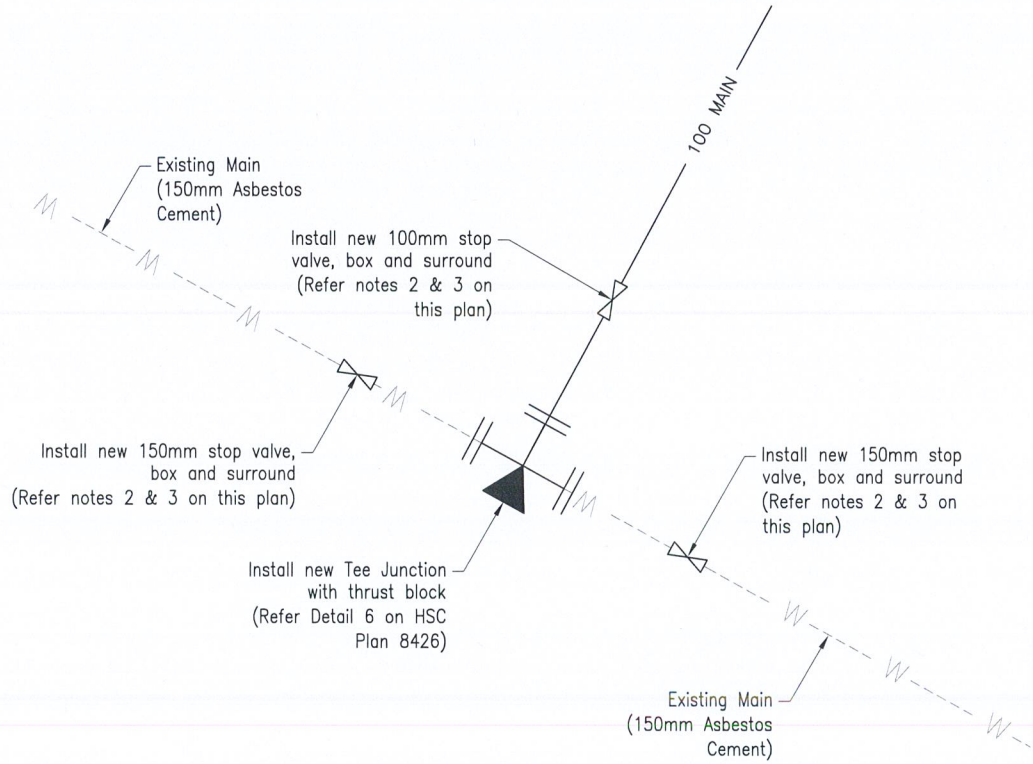 100 MAIN
Existing Main
(150mm Asbestos
Cement)
W
W
W
Install new 100mm stop
valve, box and surround
(Refer notes 2 & 3 on
this plan)
W
Install new 150mm stop valve,
box and surround
(Refer notes 2 & 3 on this plan)
W
Install new 150mm stop
valve, box and surround
(Refer notes 2 & 3 on
this plan)
Install new Tee Junction
with thrust block
(Refer Detail 6 on HSC
Plan 8426)
W
W
W
Existing Main
(150mm Asbestos
Cement)